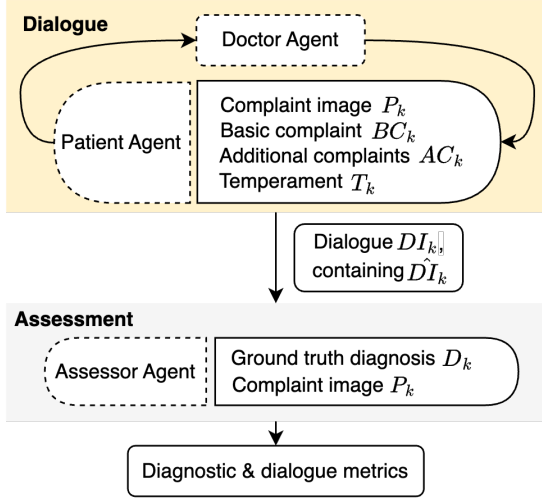 Dialogue
Doctor Agent
Patient Agent
Complaint image $P_k$
Basic complaint $BC_k$
Additional complaints $AC_k$
Temperament $T_k$
Dialogue $DI_k$,
containing $\hat{DI}_k$
Assessment
Assessor Agent
Ground truth diagnosis $D_k$
Complaint image $P_k$
Diagnostic & dialogue metrics